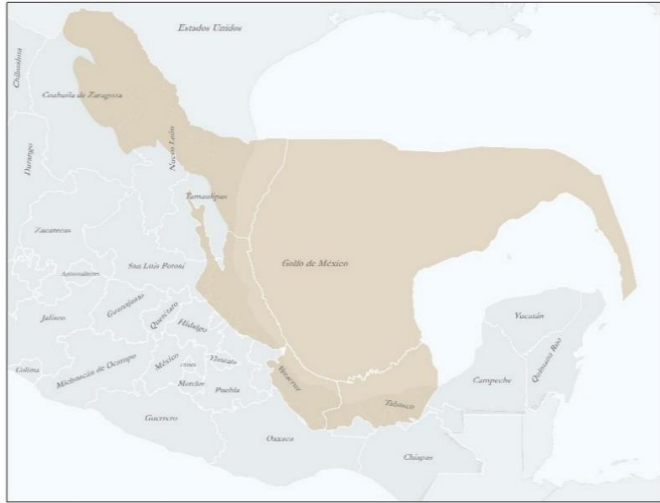 Estados Unidos
Chihuahua
Coahuila de Zaragoza
Nuevo León
Durango
Tamaulipas
Zacatecas
Golfo de México
San Luis Potosí
Aguascalientes
Jalisco
Guanajuato
Querétaro
Hidalgo
Yucatán
Quintana Roo
Colima
Michoacán de Ocampo
México
Tlaxcala
Morelos
Puebla
Veracruz
Tabasco
Campeche
Guerrero
Oaxaca
Chiapas